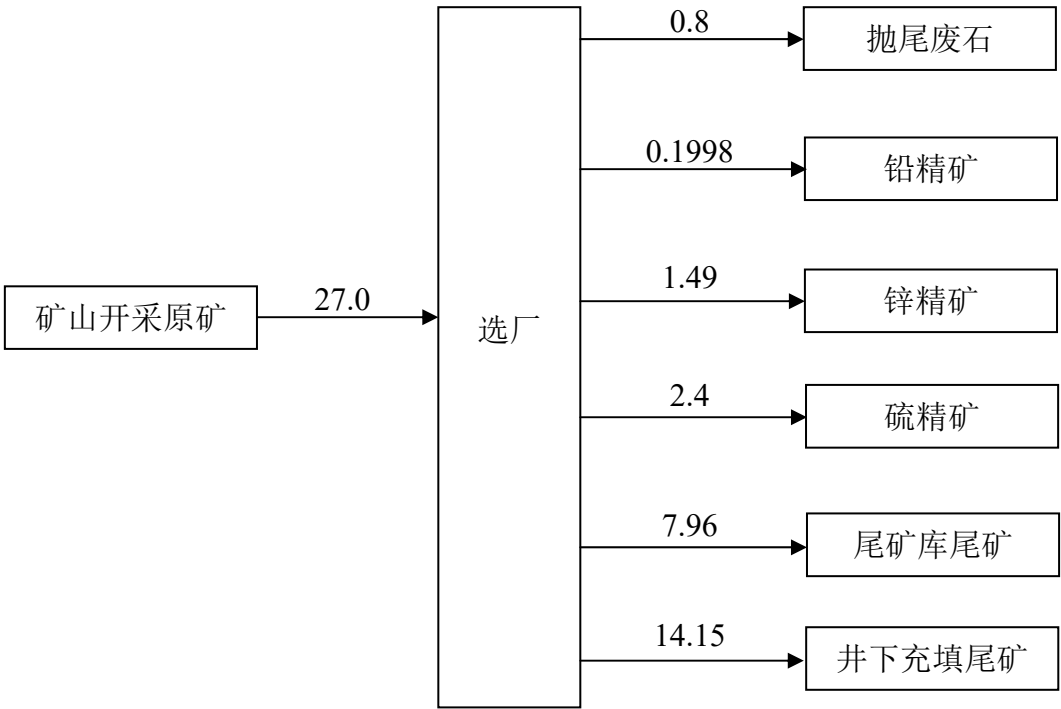 矿山开采原矿
27.0
选厂
0.8
抛尾废石
0.1998
铅精矿
1.49
锌精矿
2.4
硫精矿
7.96
尾矿库尾矿
14.15
井下充填尾矿